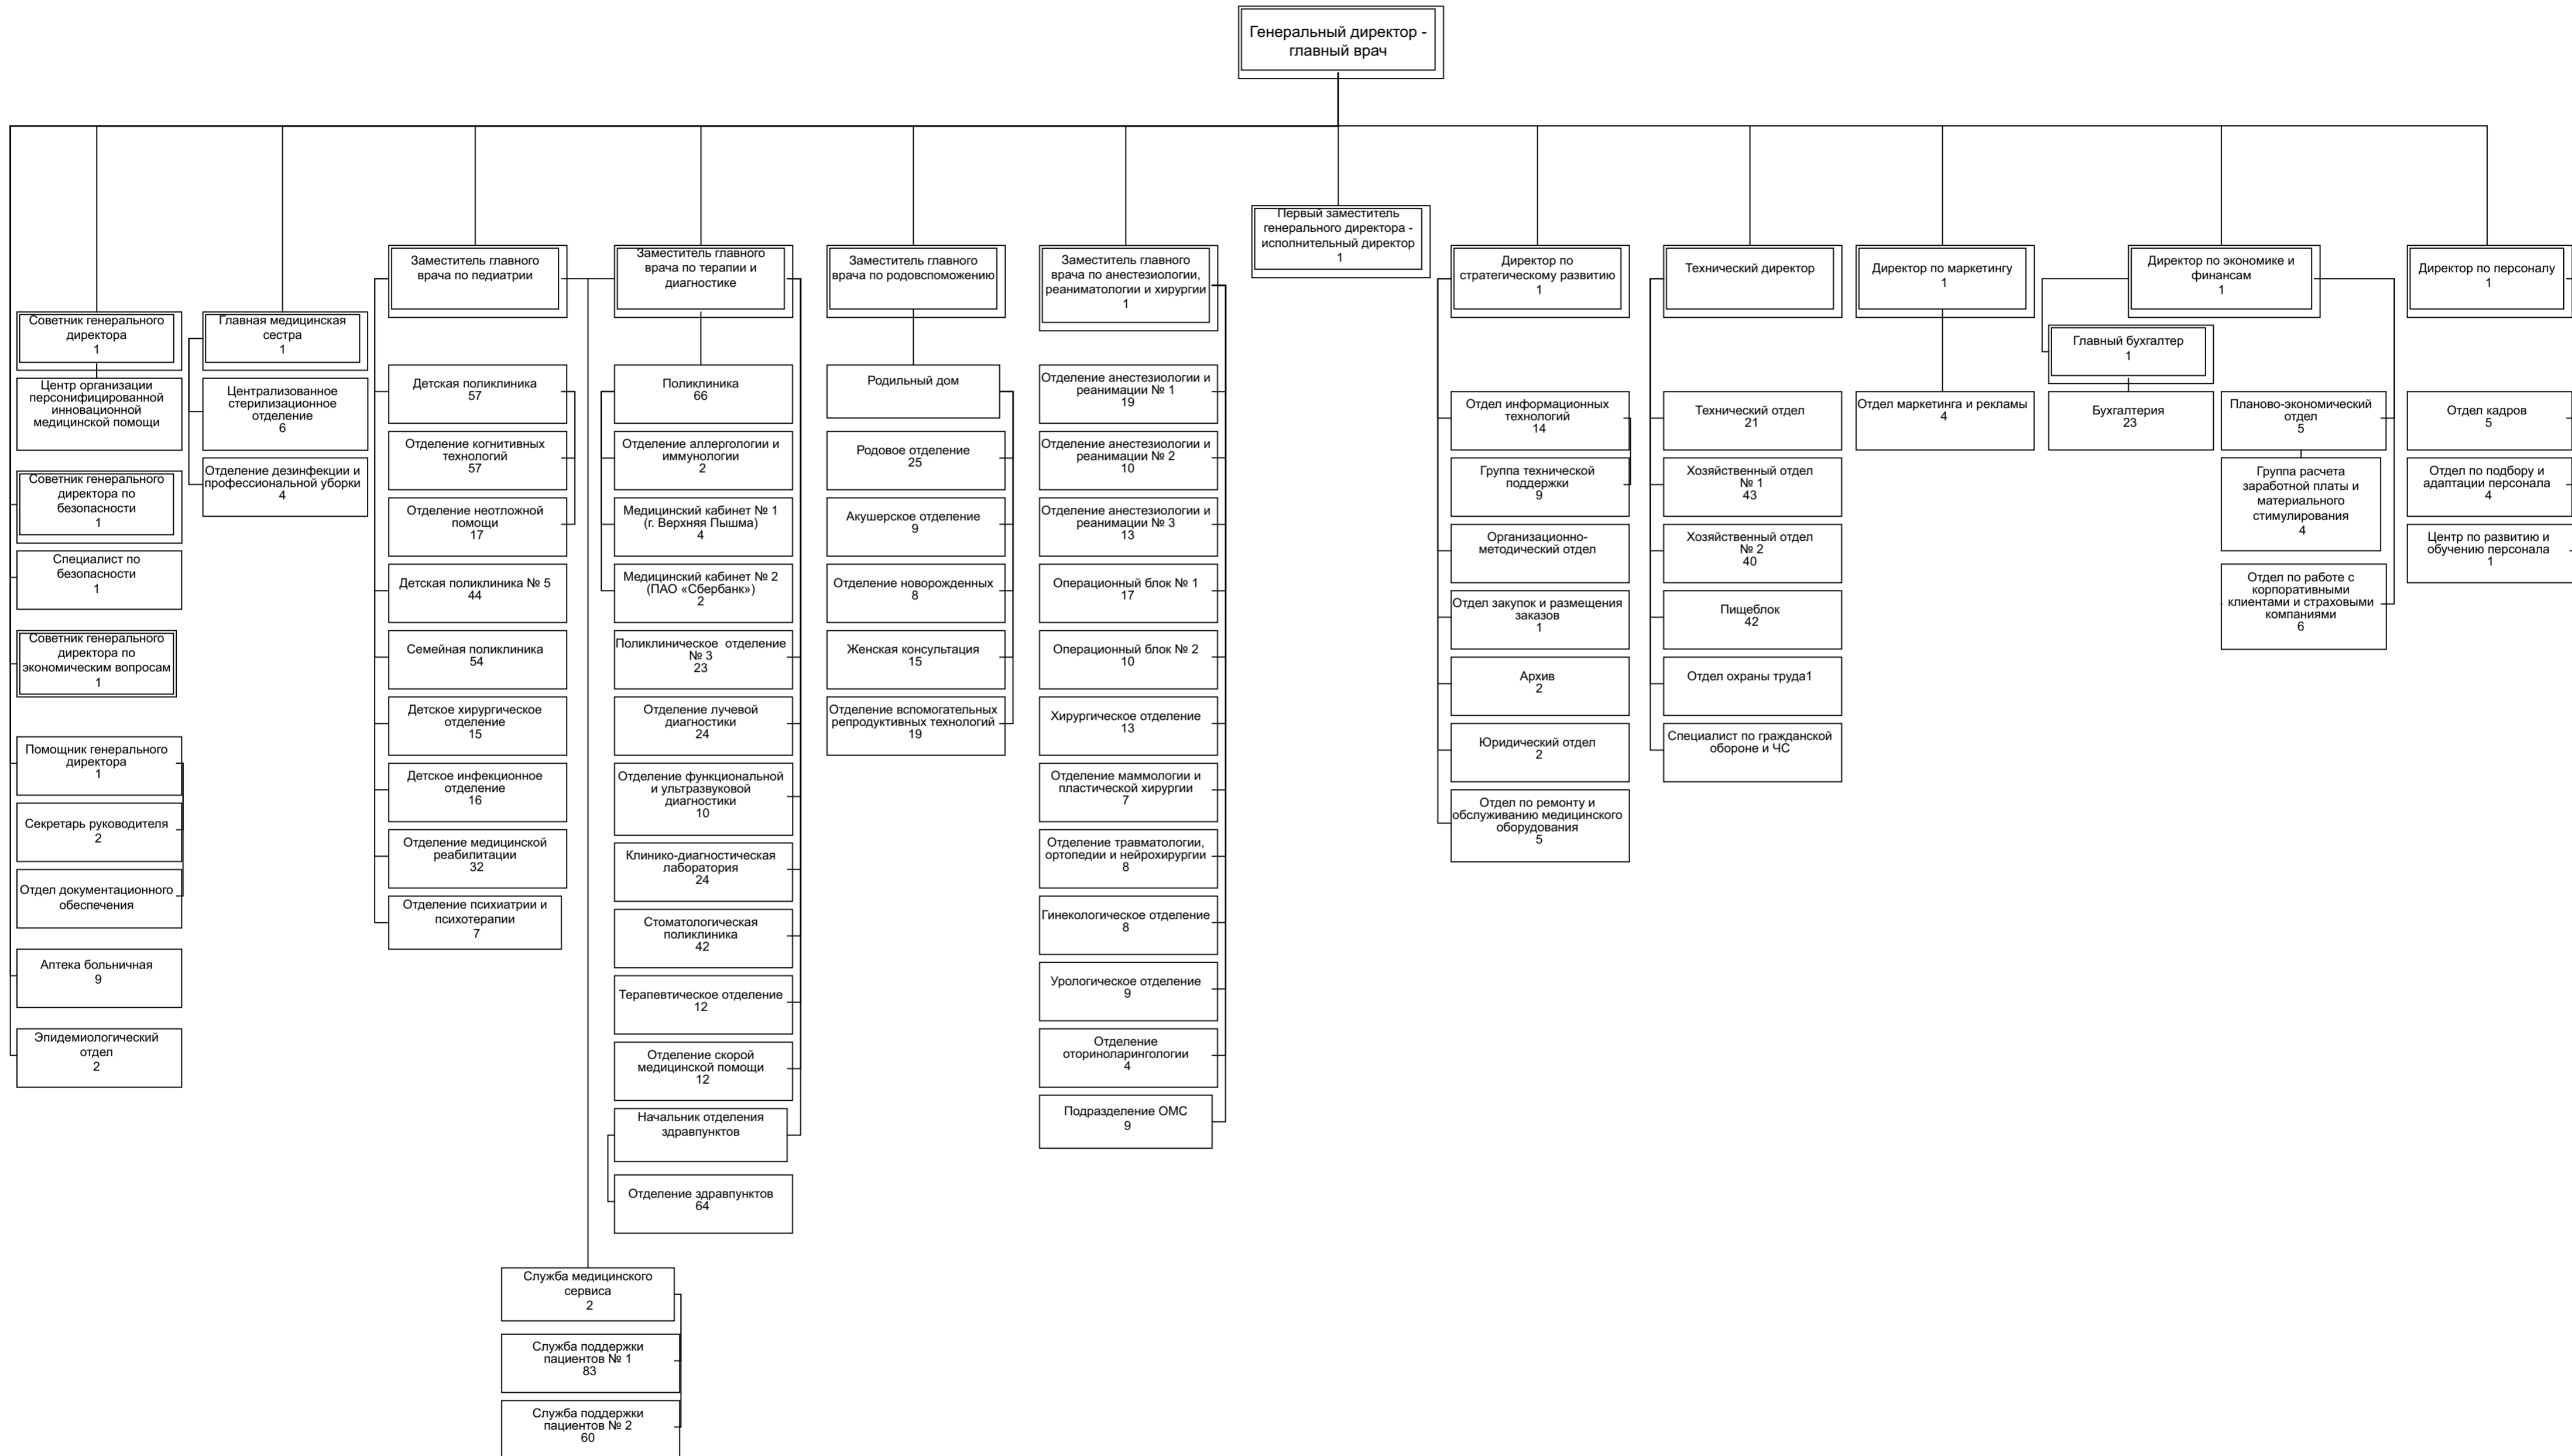 Генеральный директор -
главный врач
Советник генерального
директора
1
Центр организации
персонифицированной
инновационной
медицинской помощи
Советник генерального
директора по
безопасности
1
Специалист по
безопасности
1
Советник генерального
директора по
экономическим вопросам
1
Помощник генерального
директора
1
Секретарь руководителя
2
Отдел документационного
обеспечения
Аптека больничная
9
Эпидемиологический
отдел
2
Главная медицинская
сестра
1
Централизованное
стерилизационное
отделение
6
Отделение дезинфекции и
профессиональной уборки
4
Заместитель главного
врача по педиатрии
Детская поликлиника
57
Отделение когнитивных
технологий
57
Отделение неотложной
помощи
17
Детская поликлиника № 5
44
Семейная поликлиника
54
Детское хирургическое
отделение
15
Детское инфекционное
отделение
16
Отделение медицинской
реабилитации
32
Отделение психиатрии и
психотерапии
7
Заместитель главного
врача по терапии и
диагностике
Поликлиника
66
Отделение аллергологии и
иммунологии
2
Медицинский кабинет № 1
(г. Верхняя Пышма)
4
Медицинский кабинет № 2
(ПАО «Сбербанк»)
2
Поликлиническое  отделение
№ 3
23
Отделение лучевой
диагностики
24
Отделение функциональной
и ультразвуковой
диагностики
10
Клинико-диагностическая
лаборатория
24
Стоматологическая
поликлиника
42
Терапевтическое отделение
12
Отделение скорой
медицинской помощи
12
Начальник отделения
здравпунктов
Отделение здравпунктов
64
Служба медицинского
сервиса
2
Служба поддержки
пациентов № 1
83
Служба поддержки
пациентов № 2
60
Заместитель главного
врача по родовспоможению
Родильный дом
Родовое отделение
25
Акушерское отделение
9
Отделение новорожденных
8
Женская консультация
15
Отделение вспомогательных
репродуктивных технологий
19
Заместитель главного
врача по анестезиологии,
реаниматологии и хирургии
1
Отделение анестезиологии и
реанимации № 1
19
Отделение анестезиологии и
реанимации № 2
10
Отделение анестезиологии и
реанимации № 3
13
Операционный блок № 1
17
Операционный блок № 2
10
Хирургическое отделение
13
Отделение маммологии и
пластической хирургии
7
Отделение травматологии,
ортопедии и нейрохирургии
8
Гинекологическое отделение
8
Урологическое отделение
9
Отделение
оториноларингологии
4
Подразделение ОМС
9
Первый заместитель
генерального директора -
исполнительный директор
1
Директор по
стратегическому развитию
1
Отдел информационных
технологий
14
Группа технической
поддержки
9
Организационно-
методический отдел
Отдел закупок и размещения
заказов
1
Архив
2
Юридический отдел
2
Отдел по ремонту и
обслуживанию медицинского
оборудования
5
Технический директор
Технический отдел
21
Хозяйственный отдел
№ 1
43
Хозяйственный отдел
№ 2
40
Пищеблок
42
Отдел охраны труда1
Специалист по гражданской
обороне и ЧС
Директор по маркетингу
1
Отдел маркетинга и рекламы
4
Директор по экономике и
финансам
1
Главный бухгалтер
1
Бухгалтерия
23
Планово-экономический
отдел
5
Группа расчета
заработной платы и
материального
стимулирования
4
Отдел по работе с
корпоративными
клиентами и страховыми
компаниями
6
Директор по персоналу
1
Отдел кадров
5
Отдел по подбору и
адаптации персонала
4
Центр по развитию и
обучению персонала
1